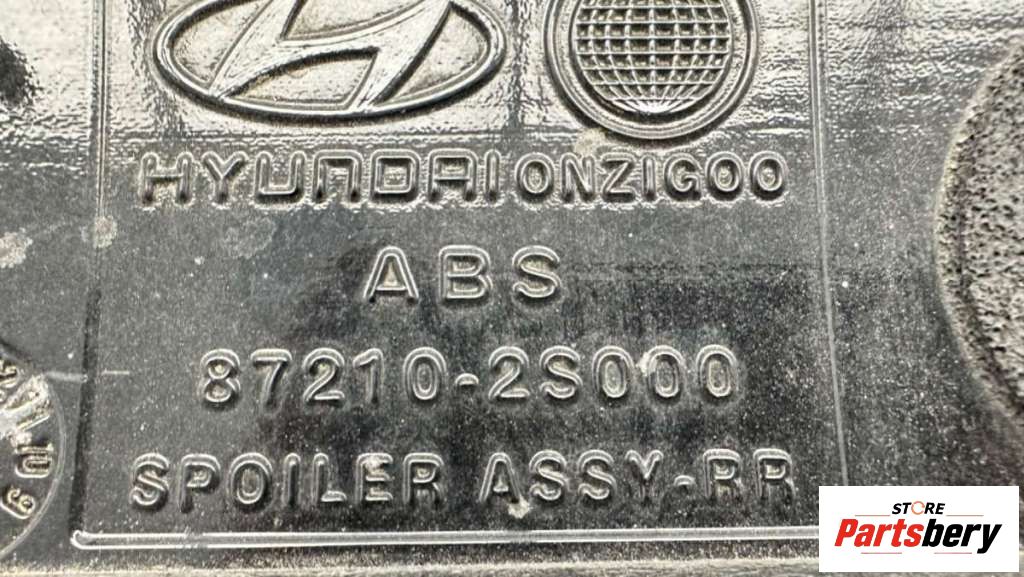 HYUNDAI ONZIGOO
ABS
87210-2S000
SPOILER ASSY-RR
STORE
Partsbery